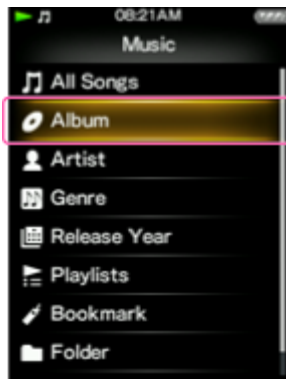 08:21AM
Music
All Songs
Album
Artist
Genre
Release Year
Playlists
Bookmark
Folder